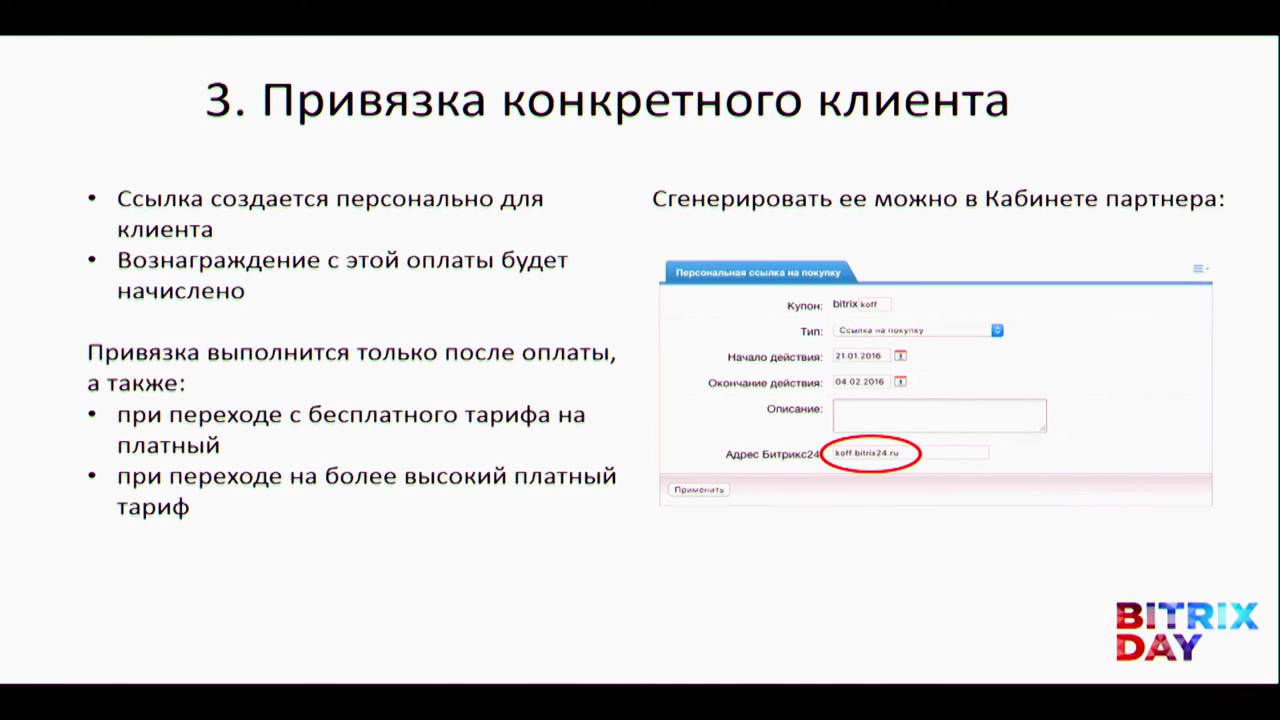 3. Привязка конкретного клиента
• Ссылка создается персонально для
клиента
• Вознаграждение с этой оплаты будет
начислено
Привязка выполнится только после оплаты,
а также:
• при переходе с бесплатного тарифа на
платный
• при переходе на более высокий платный
тариф
Сгенерировать ее можно в Кабинете партнера:
Персональная ссылка на покупку
Купон: bitrix koff
Тип: Ссылка на покупку
Начало действия: 21.01.2016
Окончание действия: 04.02.2016
Описание:
Адрес Битрикс24 koff.bitrix24.ru
Применить
BITRIX
DAY